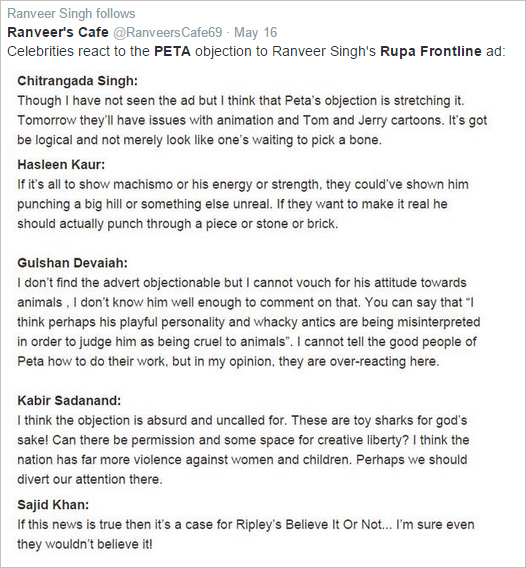 Ranveer Singh follows
Ranveer's Cafe @RanveersCafe69 · May 16
Celebrities react to the PETA objection to Ranveer Singh's Rupa Frontline ad:
Chitrangada Singh:
Though I have not seen the ad but I think that Peta's objection is stretching it.
Tomorrow they'll have issues with animation and Tom and Jerry cartoons. It's got
be logical and not merely look like one's waiting to pick a bone.
Hasleen Kaur:
If it's all to show machismo or his energy or strength, they could've shown him
punching a big hill or something else unreal. If they want to make it real he
should actually punch through a piece or stone or brick.
Gulshan Devaiah:
I don't find the advert objectionable but I cannot vouch for his attitude towards
animals , I don't know him well enough to comment on that. You can say that "I
think perhaps his playful personality and whacky antics are being misinterpreted
in order to judge him as being cruel to animals". I cannot tell the good people of
Peta how to do their work, but in my opinion, they are over-reacting here.
Kabir Sadanand:
I think the objection is absurd and uncalled for. These are toy sharks for god's
sake! Can there be permission and some space for creative liberty? I think the
nation has far more violence against women and children. Perhaps we should
divert our attention there.
Sajid Khan:
If this news is true then it's a case for Ripley's Believe It Or Not... I'm sure even
they wouldn't believe it!